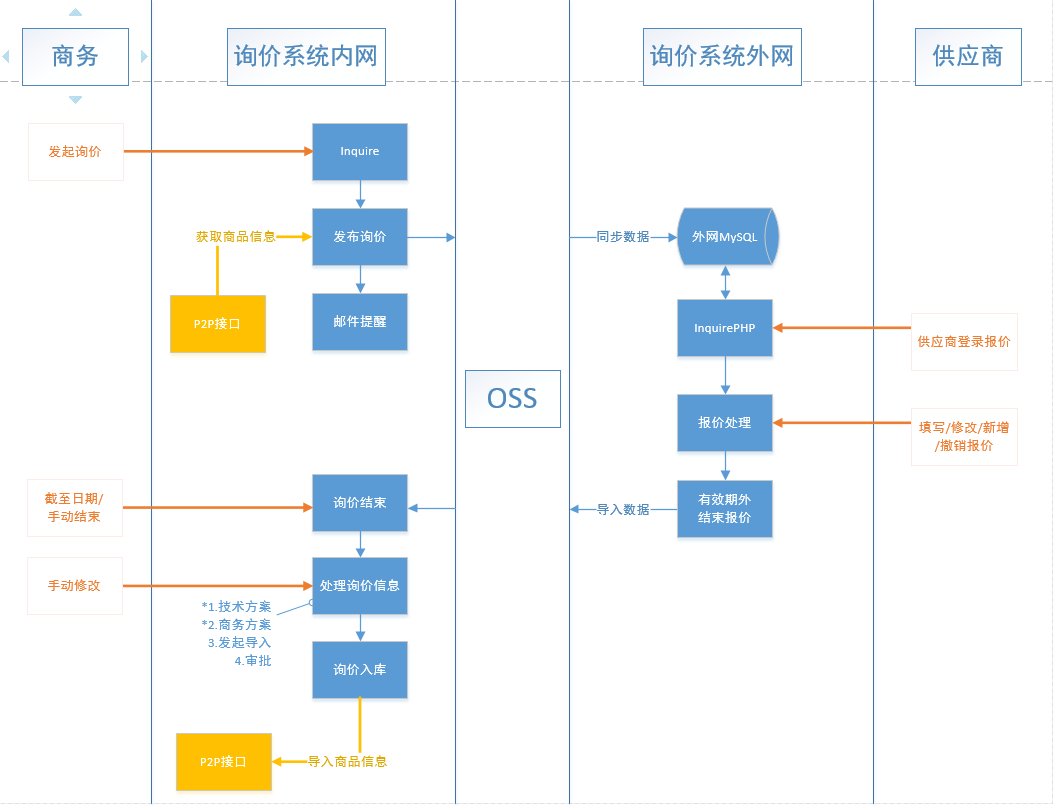 商务
询价系统内网
询价系统外网
供应商
发起询价
Inquire
获取商品信息
发布询价
同步数据
外网MySQL
P2P接口
邮件提醒
InquirePHP
供应商登录报价
OSS
报价处理
填写/修改/新增
/撤销报价
截至日期/
手动结束
询价结束
导入数据
有效期外
结束报价
手动修改
处理询价信息
*1.技术方案
*2.商务方案
3.发起导入
4.审批
询价入库
P2P接口
导入商品信息